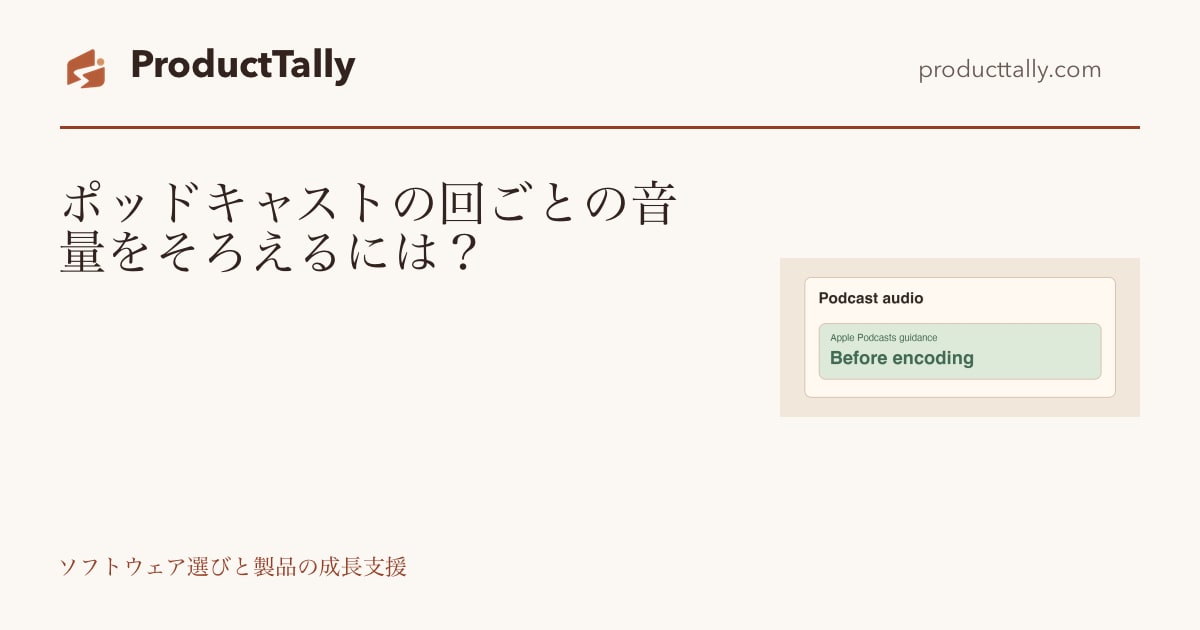 ProductTally
producttally.com
ポッドキャストの回ごとの音
量をそろえるには？
Podcast audio
Apple Podcasts guidance
Before encoding
ソフトウェア選びと製品の成長支援